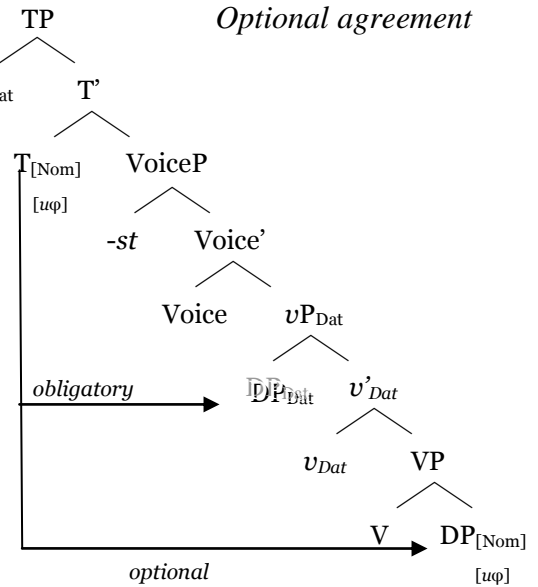 TP Optional agreement
at T’
T[Nom] VoiceP
[uφ]
-st Voice’
Voice vPDat
obligatory DPDat v’Dat
vDat VP
V DP[Nom]
optional [uφ]